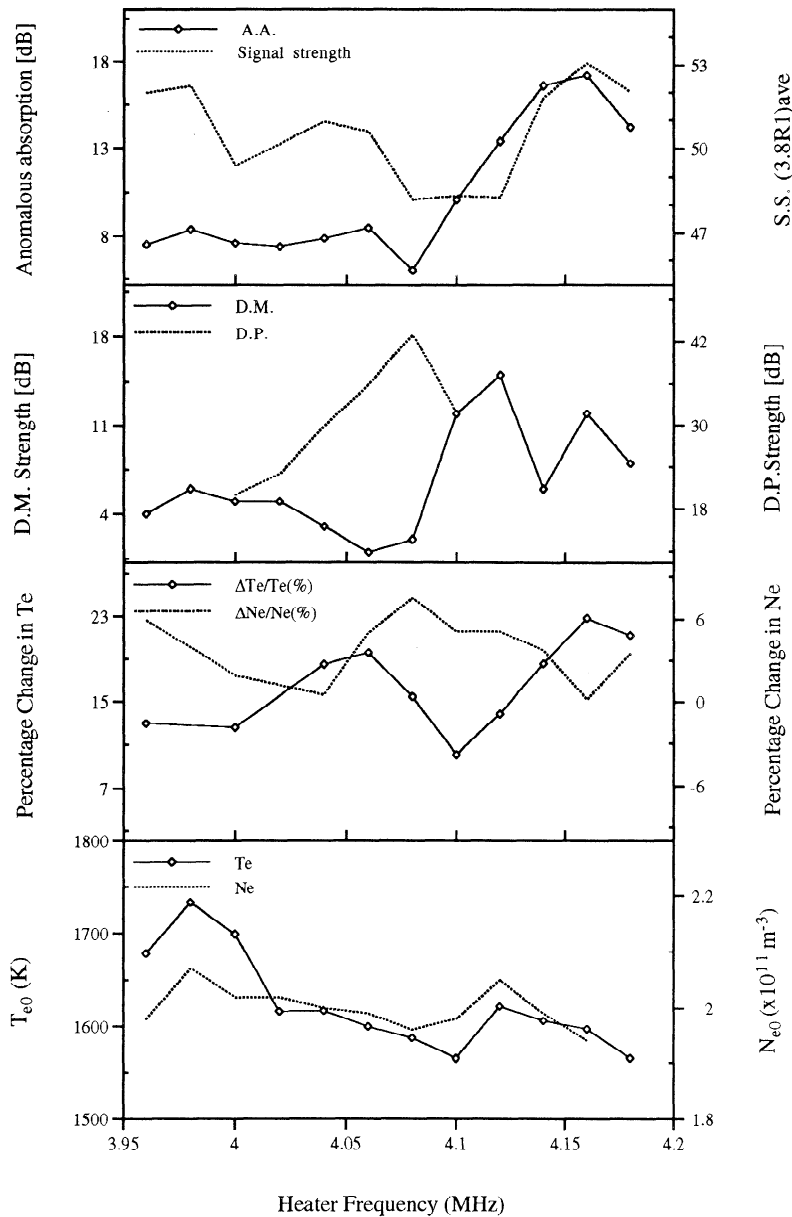 A.A.
Signal strength
18
13
8
Anomalous absorption [dB]
53
50
47
S.S. (3.8R1)ave
D.M.
D.P.
18
11
4
D.M. Strength [dB]
42
30
18
D.P.Strength [dB]
ΔTe/Te(%)
ΔNe/Ne(%)
23
15
7
Percentage Change in Te
6
0
-6
Percentage Change in Ne
Te
Ne
1800
1700
1600
1500
Te0 (K)
2.2
2
1.8
Ne0 (x10^11 m^-3)
3.95 4 4.05 4.1 4.15 4.2
Heater Frequency (MHz)